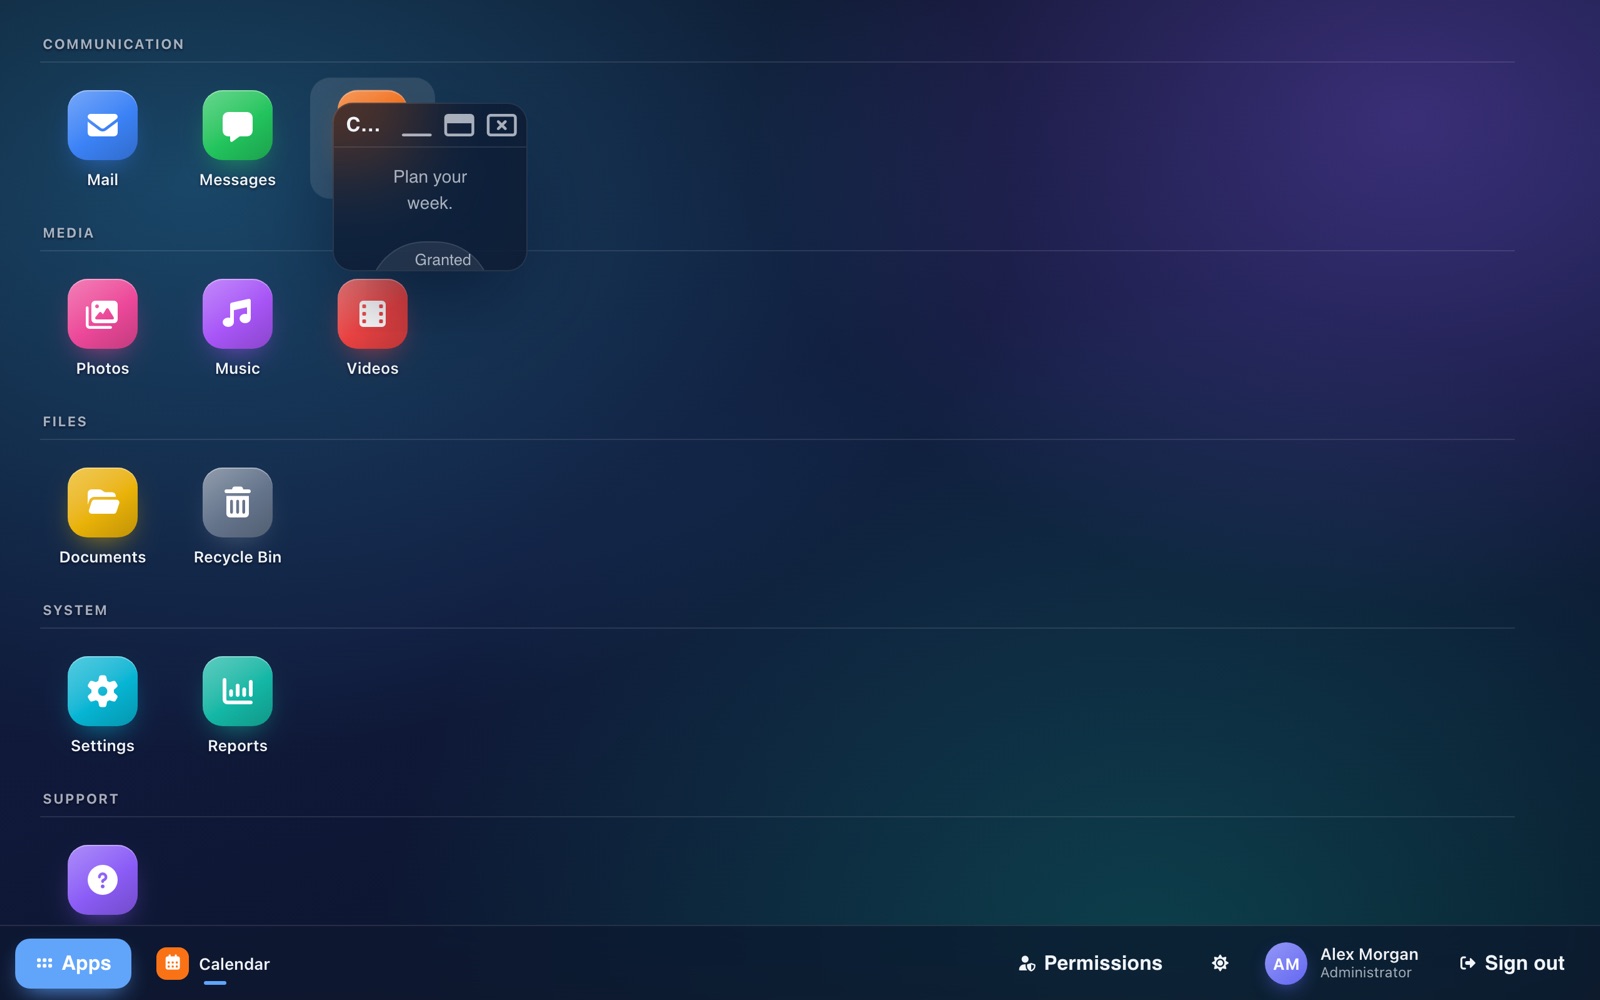 COMMUNICATION
Mail
Messages
C...
Plan your
week.
Granted
MEDIA
Photos
Music
Videos
FILES
Documents
Recycle Bin
SYSTEM
Settings
Reports
SUPPORT
Apps
Calendar
Permissions
AM
Alex Morgan
Administrator
Sign out